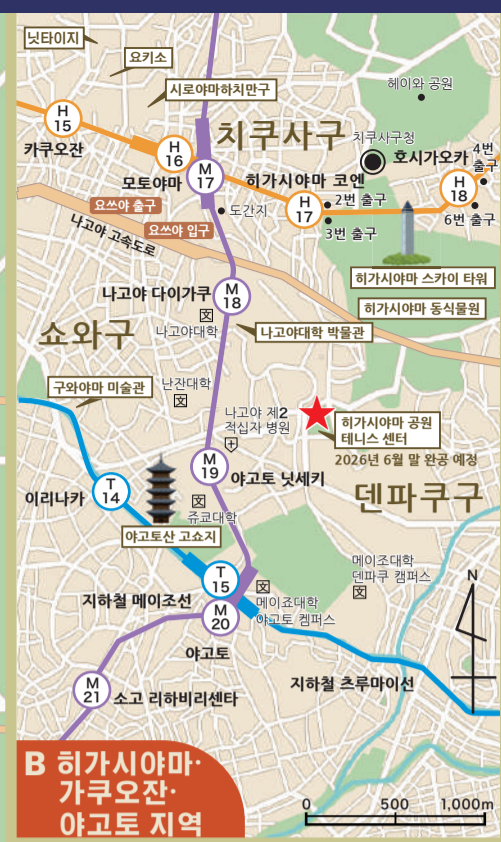 닛타이지
요키소
시로야마하치만구
헤이와 공원
H
15
카쿠오잔
H
16
모토야마
M
17
치쿠사구
치쿠사구청
호시가오카
4번
출구
H
18
6번 출구
히가시야마 코엔
H
17
2번 출구
3번 출구
요쓰야 출구
요쓰야 입구
도간지
나고야 고속도로
히가시야마 스카이 타워
히가시야마 동식물원
나고야 다이가쿠
M
18
나고야대학
나고야대학 박물관
쇼와구
구와야마 미술관
난잔대학
나고야 제2
적십자 병원
히가시야마 공원
테니스 센터
2026년 6월 말 완공 예정
M
19
야고토 닛세키
덴파쿠구
T
14
이리나카
쥬쿄대학
야고토산 고쇼지
T
15
M
20
지하철 메이조선
야고토
메이죠대학
야고토 켐퍼스
메이조대학
덴파쿠 캠퍼스
N
지하철 츠루마이선
M
21
소고 리하비리센타
B 히가시야마·
가쿠오잔·
야고토 지역
0 500 1,000m